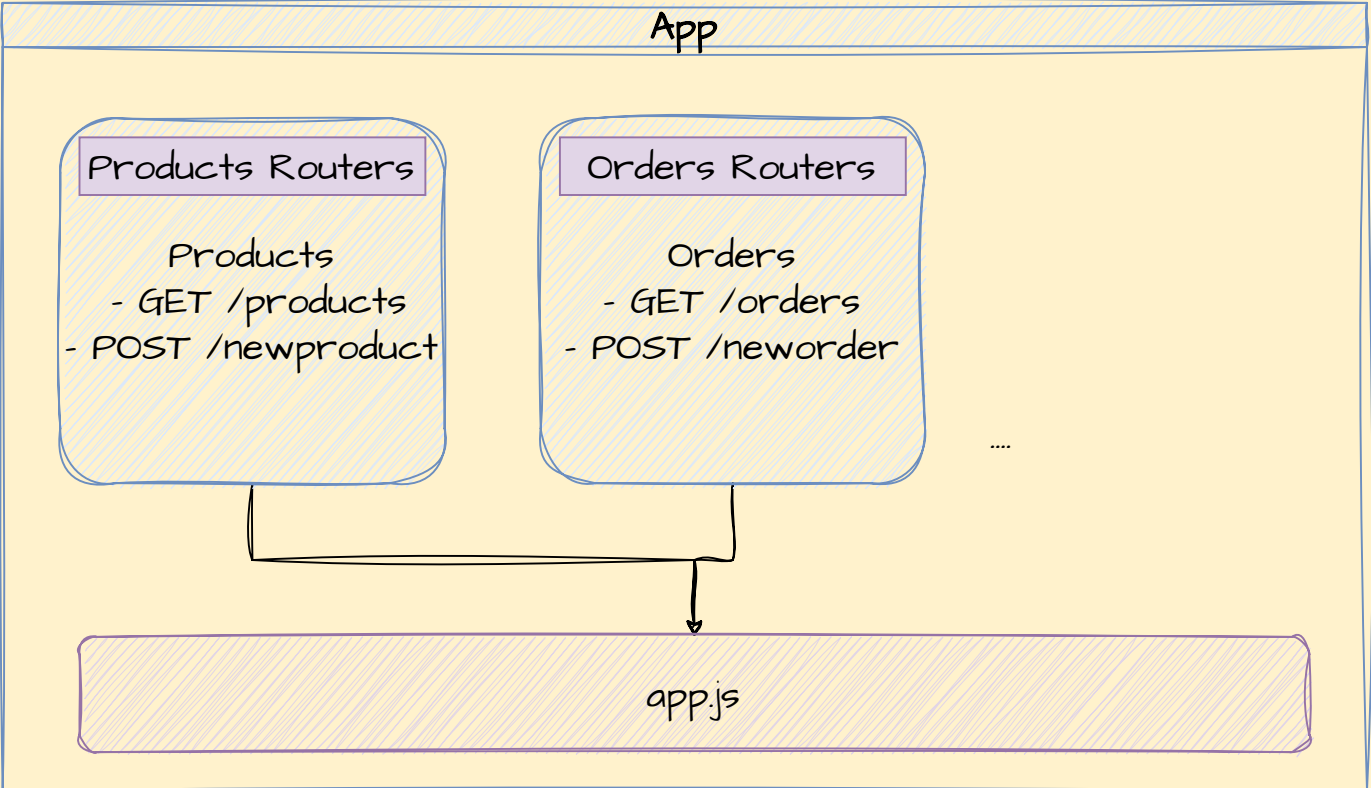 App
Products Routers
Products
- GET /products
- POST /newproduct
Orders Routers
Orders
- GET /orders
- POST /neworder
....
app.js